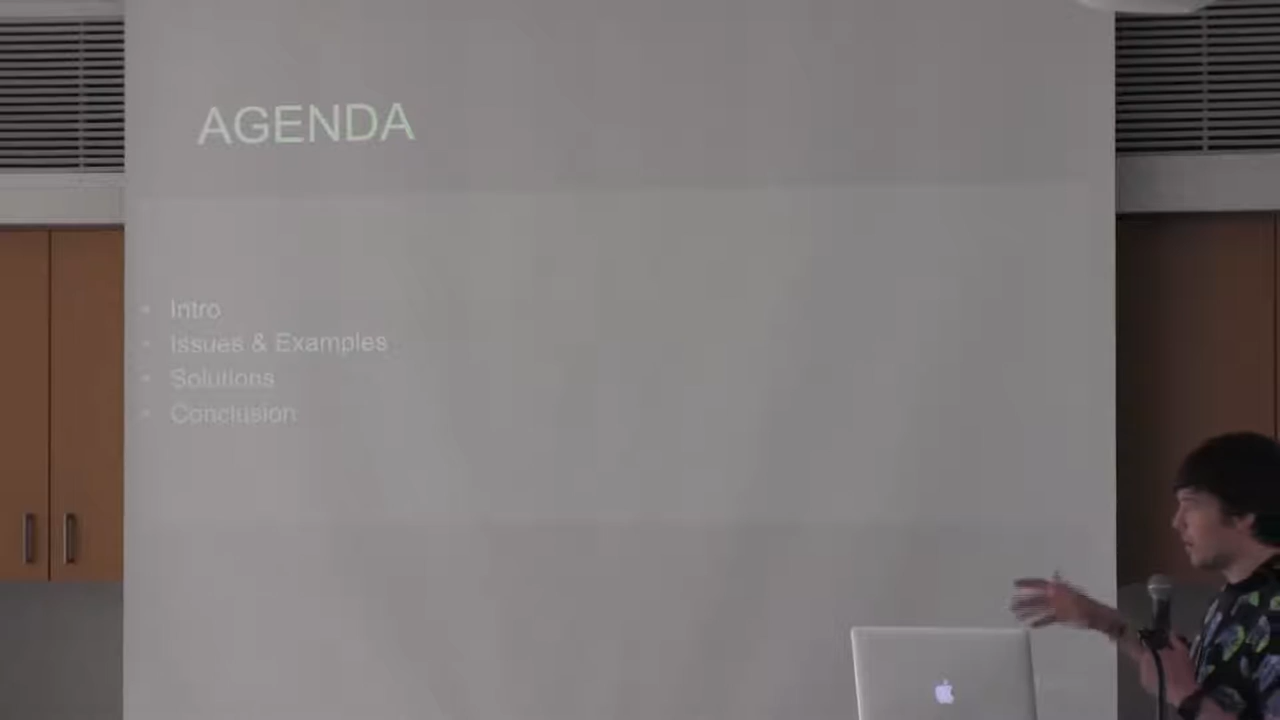 AGENDA
• Intro
• Issues & Examples
• Solutions
• Conclusion